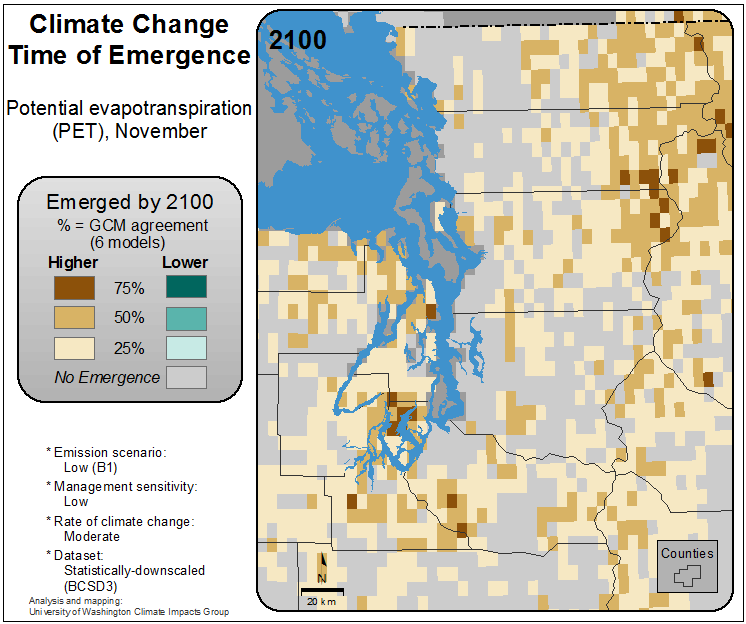 Climate Change
Time of Emergence
Potential evapotranspiration
(PET), November
Emerged by 2100
% = GCM agreement
(6 models)
Higher Lower
75%
50%
25%
No Emergence
* Emission scenario:
Low (B1)
* Management sensitivity:
Low
* Rate of climate change:
Moderate
* Dataset:
Statistically-downscaled
(BCSD3)
Analysis and mapping:
University of Washington Climate Impacts Group
2100
N
20 km
Counties